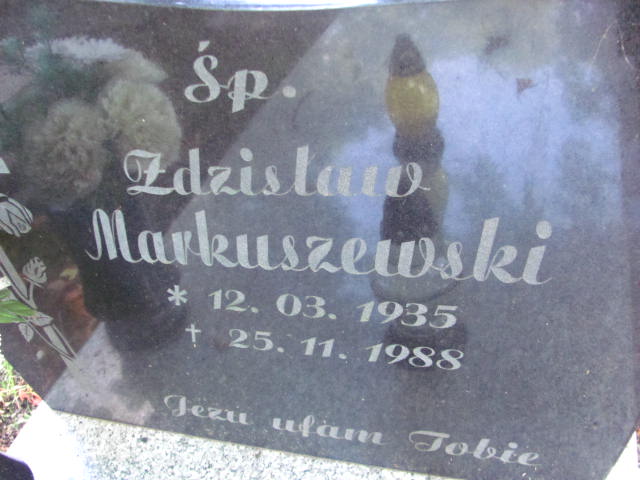 Śp.
Zdzisław
Markuszewski
* 12. 03. 1935
† 25. 11. 1988
Jezu ufam Tobie